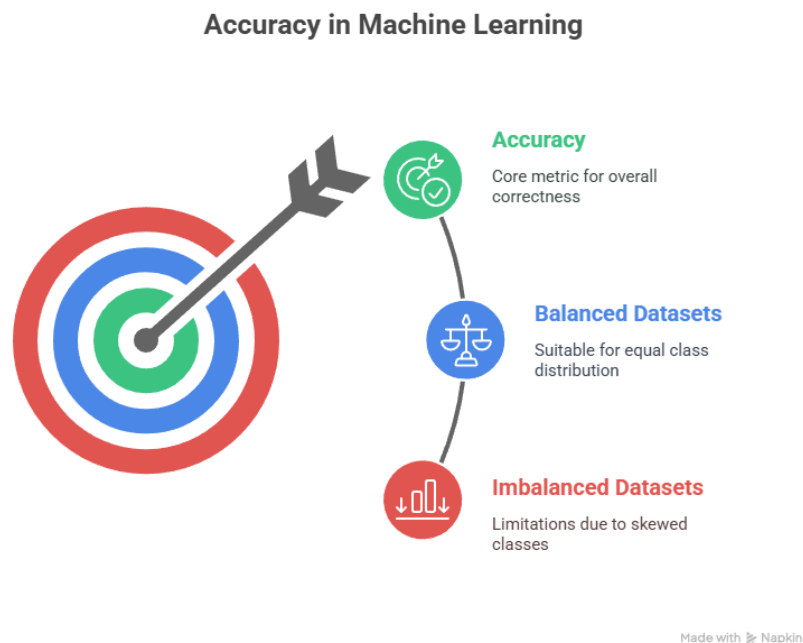 Accuracy in Machine Learning
Accuracy
Core metric for overall
correctness
Balanced Datasets
Suitable for equal class
distribution
Imbalanced Datasets
Limitations due to skewed
classes
Made with Napkin